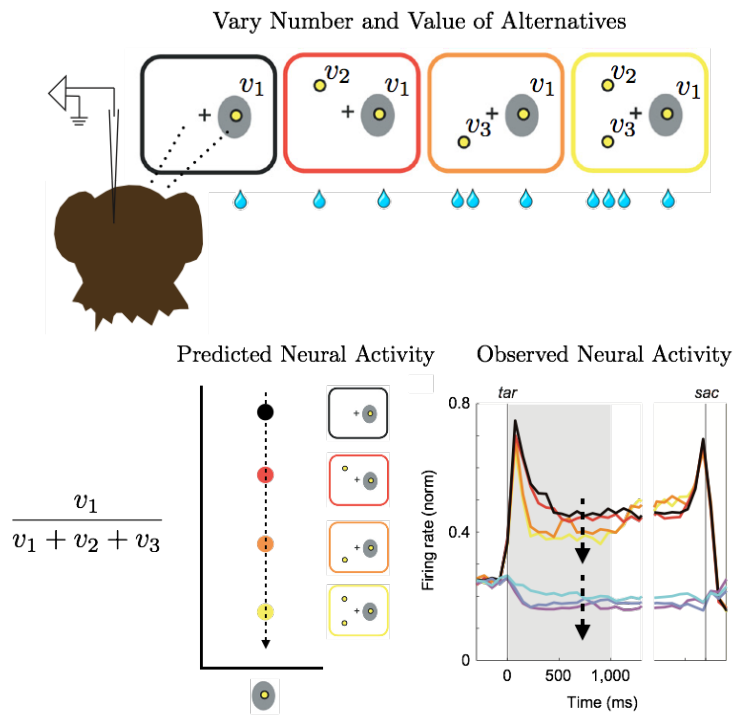 Vary Number and Value of Alternatives
v₁
v₂ v₁
v₃ v₁
v₂ v₁
v₃
Predicted Neural Activity
Observed Neural Activity
v₁
v₁ + v₂ + v₃
tar sac
0.8
0.4
0
Firing rate (norm)
0 500 1,000
Time (ms)